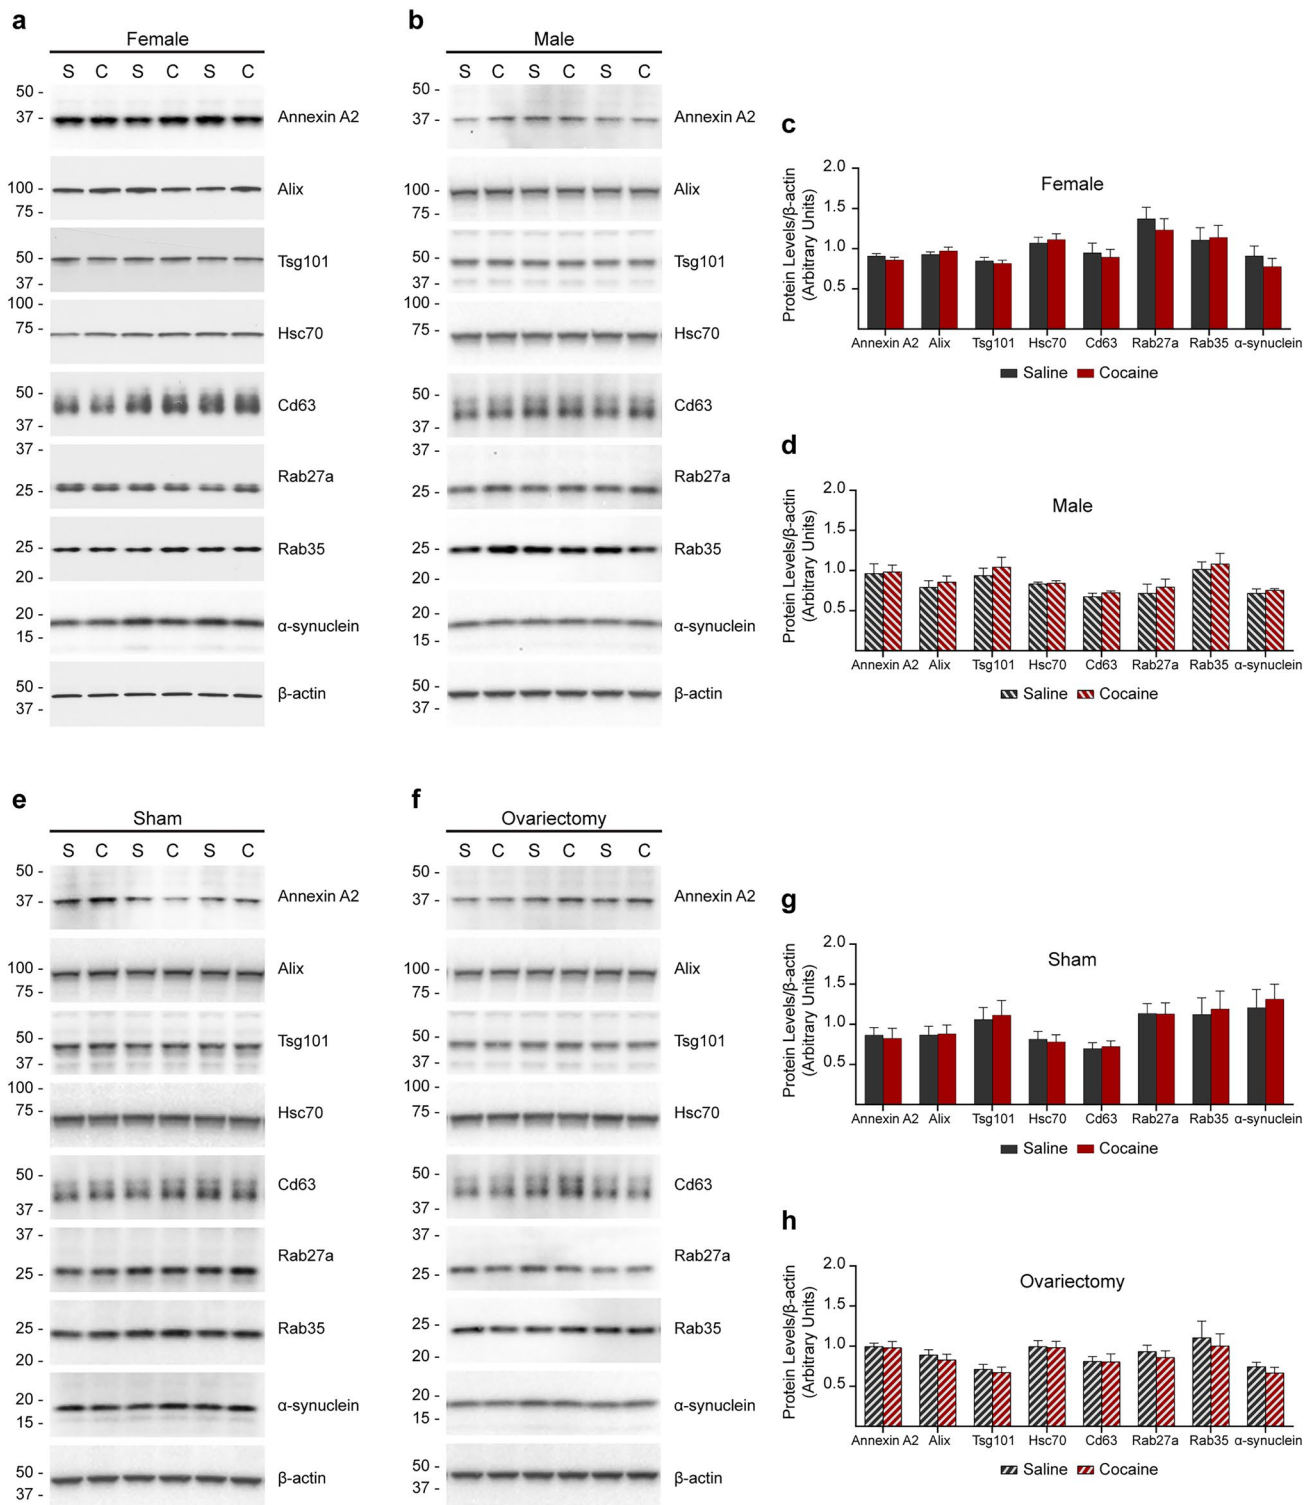 a
Female
S C S C S C
50 -
37 -
Annexin A2
100 -
75 -
Alix
50 -
37 -
Tsg101
100 -
75 -
Hsc70
50 -
37 -
Cd63
37 -
25 -
Rab27a
25 -
20 -
Rab35
20 -
15 -
α-synuclein
50 -
37 -
β-actin
b
Male
S C S C S C
50 -
37 -
Annexin A2
100 -
75 -
Alix
50 -
37 -
Tsg101
100 -
75 -
Hsc70
50 -
37 -
Cd63
37 -
25 -
Rab27a
25 -
20 -
Rab35
20 -
15 -
α-synuclein
50 -
37 -
β-actin
c
Female
Protein Levels/β-actin
(Arbitrary Units)
2.0
1.5
1.0
0.5
Annexin A2 Alix Tsg101 Hsc70 Cd63 Rab27a Rab35 α-synuclein
Saline Cocaine
d
Male
Protein Levels/β-actin
(Arbitrary Units)
2.0
1.5
1.0
0.5
Annexin A2 Alix Tsg101 Hsc70 Cd63 Rab27a Rab35 α-synuclein
Saline Cocaine
e
Sham
S C S C S C
50 -
37 -
Annexin A2
100 -
75 -
Alix
50 -
37 -
Tsg101
100 -
75 -
Hsc70
50 -
37 -
Cd63
37 -
25 -
Rab27a
25 -
20 -
Rab35
20 -
15 -
α-synuclein
50 -
37 -
β-actin
f
Ovariectomy
S C S C S C
50 -
37 -
Annexin A2
100 -
75 -
Alix
50 -
37 -
Tsg101
100 -
75 -
Hsc70
50 -
37 -
Cd63
37 -
25 -
Rab27a
25 -
20 -
Rab35
20 -
15 -
α-synuclein
50 -
37 -
β-actin
g
Sham
Protein Levels/β-actin
(Arbitrary Units)
2.0
1.5
1.0
0.5
Annexin A2 Alix Tsg101 Hsc70 Cd63 Rab27a Rab35 α-synuclein
Saline Cocaine
h
Ovariectomy
Protein Levels/β-actin
(Arbitrary Units)
2.0
1.5
1.0
0.5
Annexin A2 Alix Tsg101 Hsc70 Cd63 Rab27a Rab35 α-synuclein
Saline Cocaine